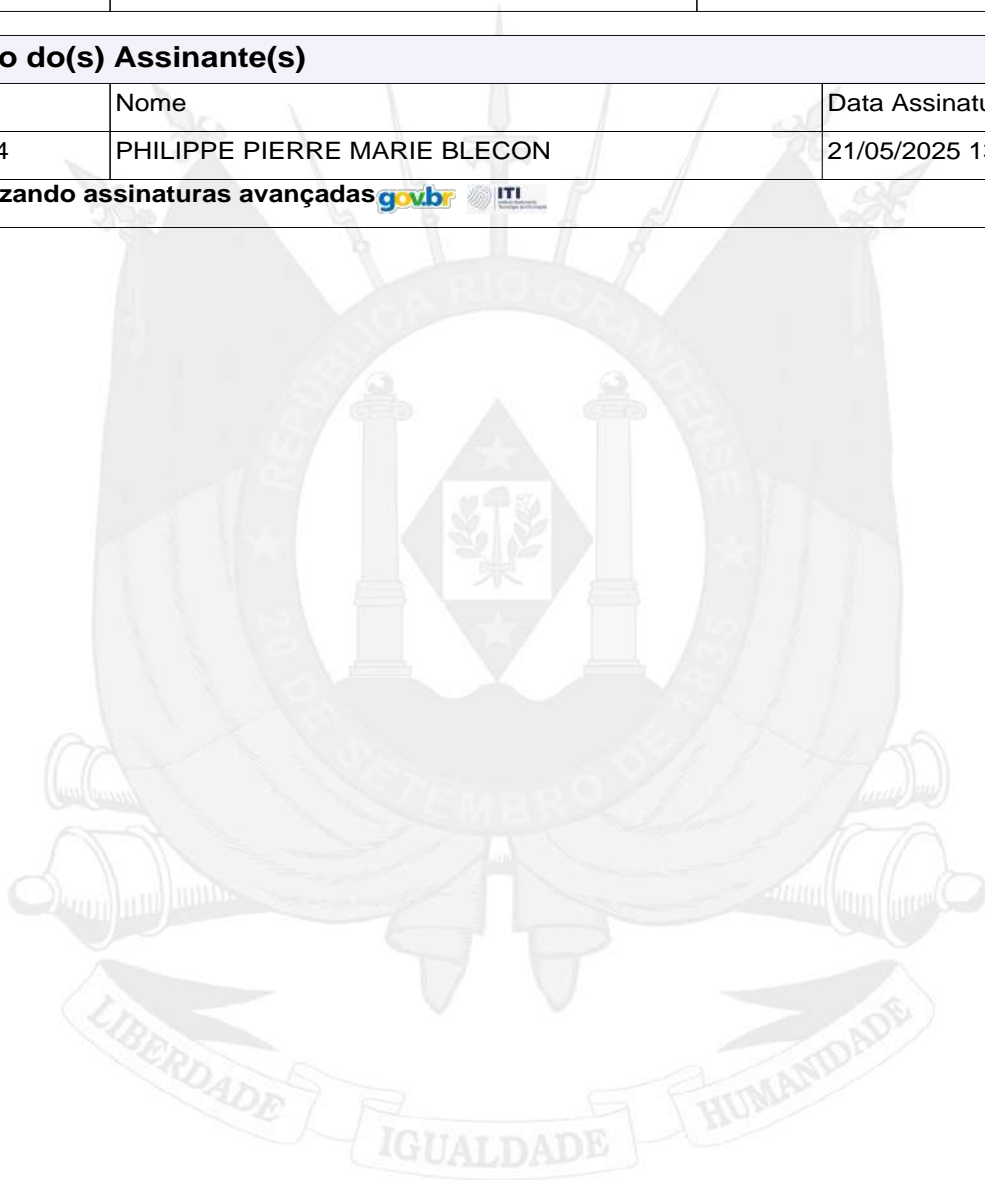 o do(s) Assinante(s)
Nome Data Assinatu
4 PHILIPPE PIERRE MARIE BLECON 21/05/2025 13
zando assinaturas avançadas gov.br ITI
REPÚBLICA RIO-GRANDENSE
20 DE SETEMBRO DE 1835
LIBERDADE IGUALDADE HUMANIDADE